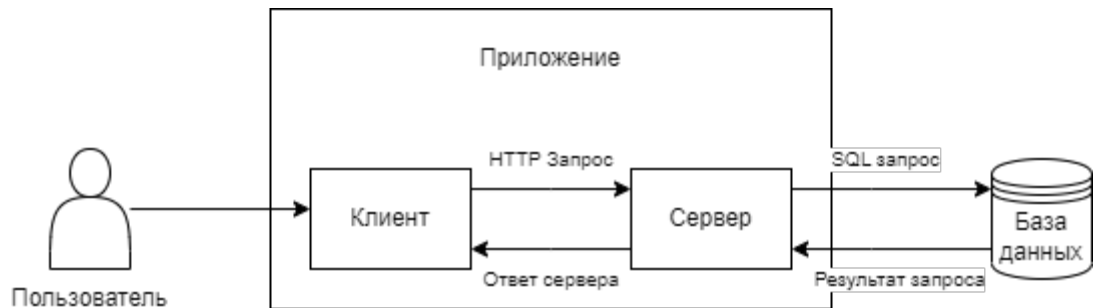 Приложение
HTTP Запрос
SQL запрос
Клиент
Сервер
База
данных
Ответ сервера
Результат запроса
Пользователь